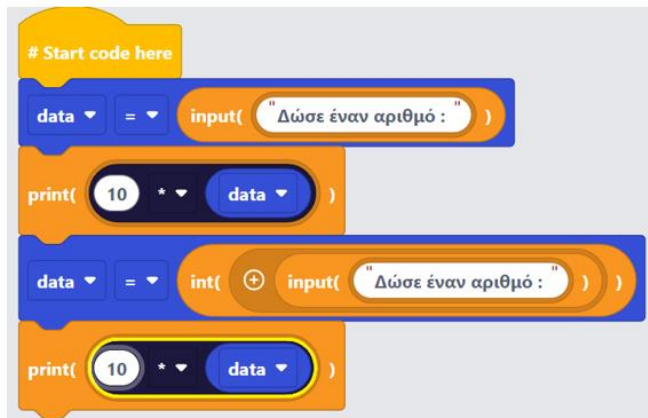 # Start code here
data = input( "Δώσε έναν αριθμό : " )
print( 10 * data )
data = int( input( "Δώσε έναν αριθμό : " ) )
print( 10 * data )